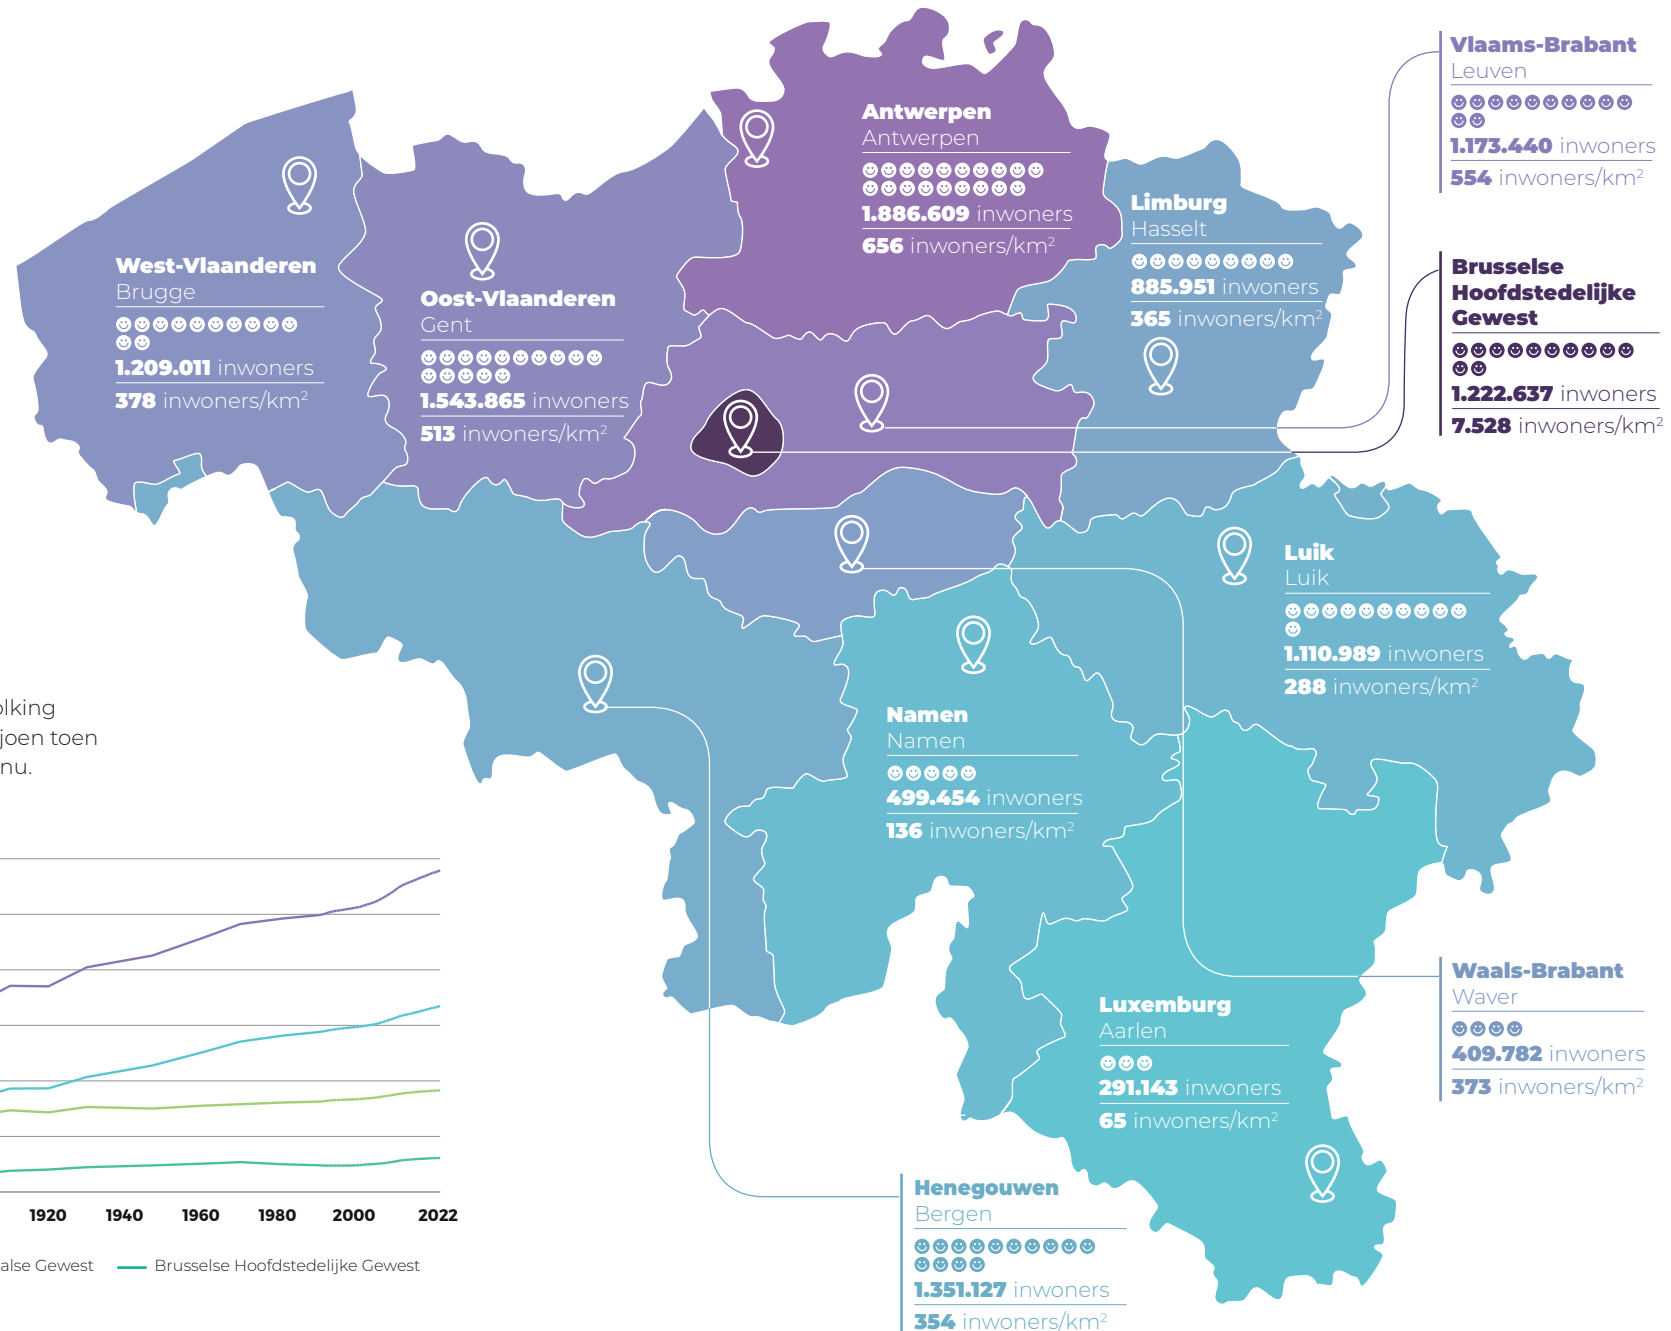 Vlaams-Brabant
Leuven
1.173.440 inwoners
554 inwoners/km²
Antwerpen
Antwerpen
1.886.609 inwoners
656 inwoners/km²
Limburg
Hasselt
885.951 inwoners
365 inwoners/km²
West-Vlaanderen
Brugge
1.209.011 inwoners
378 inwoners/km²
Oost-Vlaanderen
Gent
1.543.865 inwoners
513 inwoners/km²
Brusselse
Hoofdstedelijke
Gewest
1.222.637 inwoners
7.528 inwoners/km²
Luik
Luik
1.110.989 inwoners
288 inwoners/km²
Namen
Namen
499.454 inwoners
136 inwoners/km²
olking
joen toen
nu.
Waals-Brabant
Waver
409.782 inwoners
373 inwoners/km²
Luxemburg
Aarlen
291.143 inwoners
65 inwoners/km²
Henegouwen
Bergen
1.351.127 inwoners
354 inwoners/km²
1920 1940 1960 1980 2000 2022
alse Gewest Brusselse Hoofdstedelijke Gewest